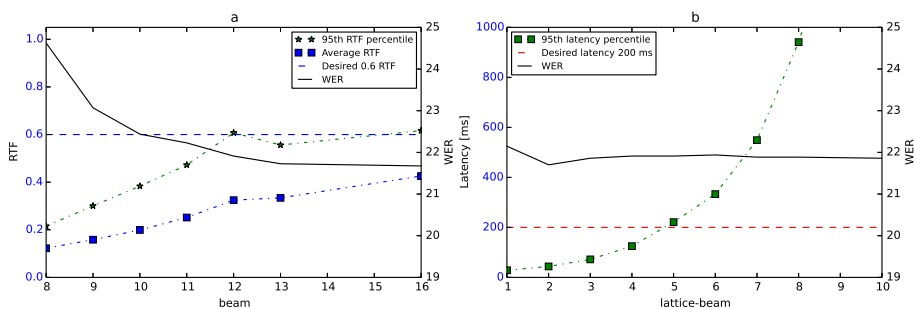 a
1.0
0.8
0.6
0.4
0.2
0.0
RTF
25
24
23
22
21
20
19
WER
95th RTF percentile
Average RTF
Desired 0.6 RTF
WER
8 9 10 11 12 13 14 15 16
beam
b
1000
800
600
400
200
0
Latency [ms]
25
24
23
22
21
20
19
WER
95th latency percentile
Desired latency 200 ms
WER
1 2 3 4 5 6 7 8 9 10
lattice-beam